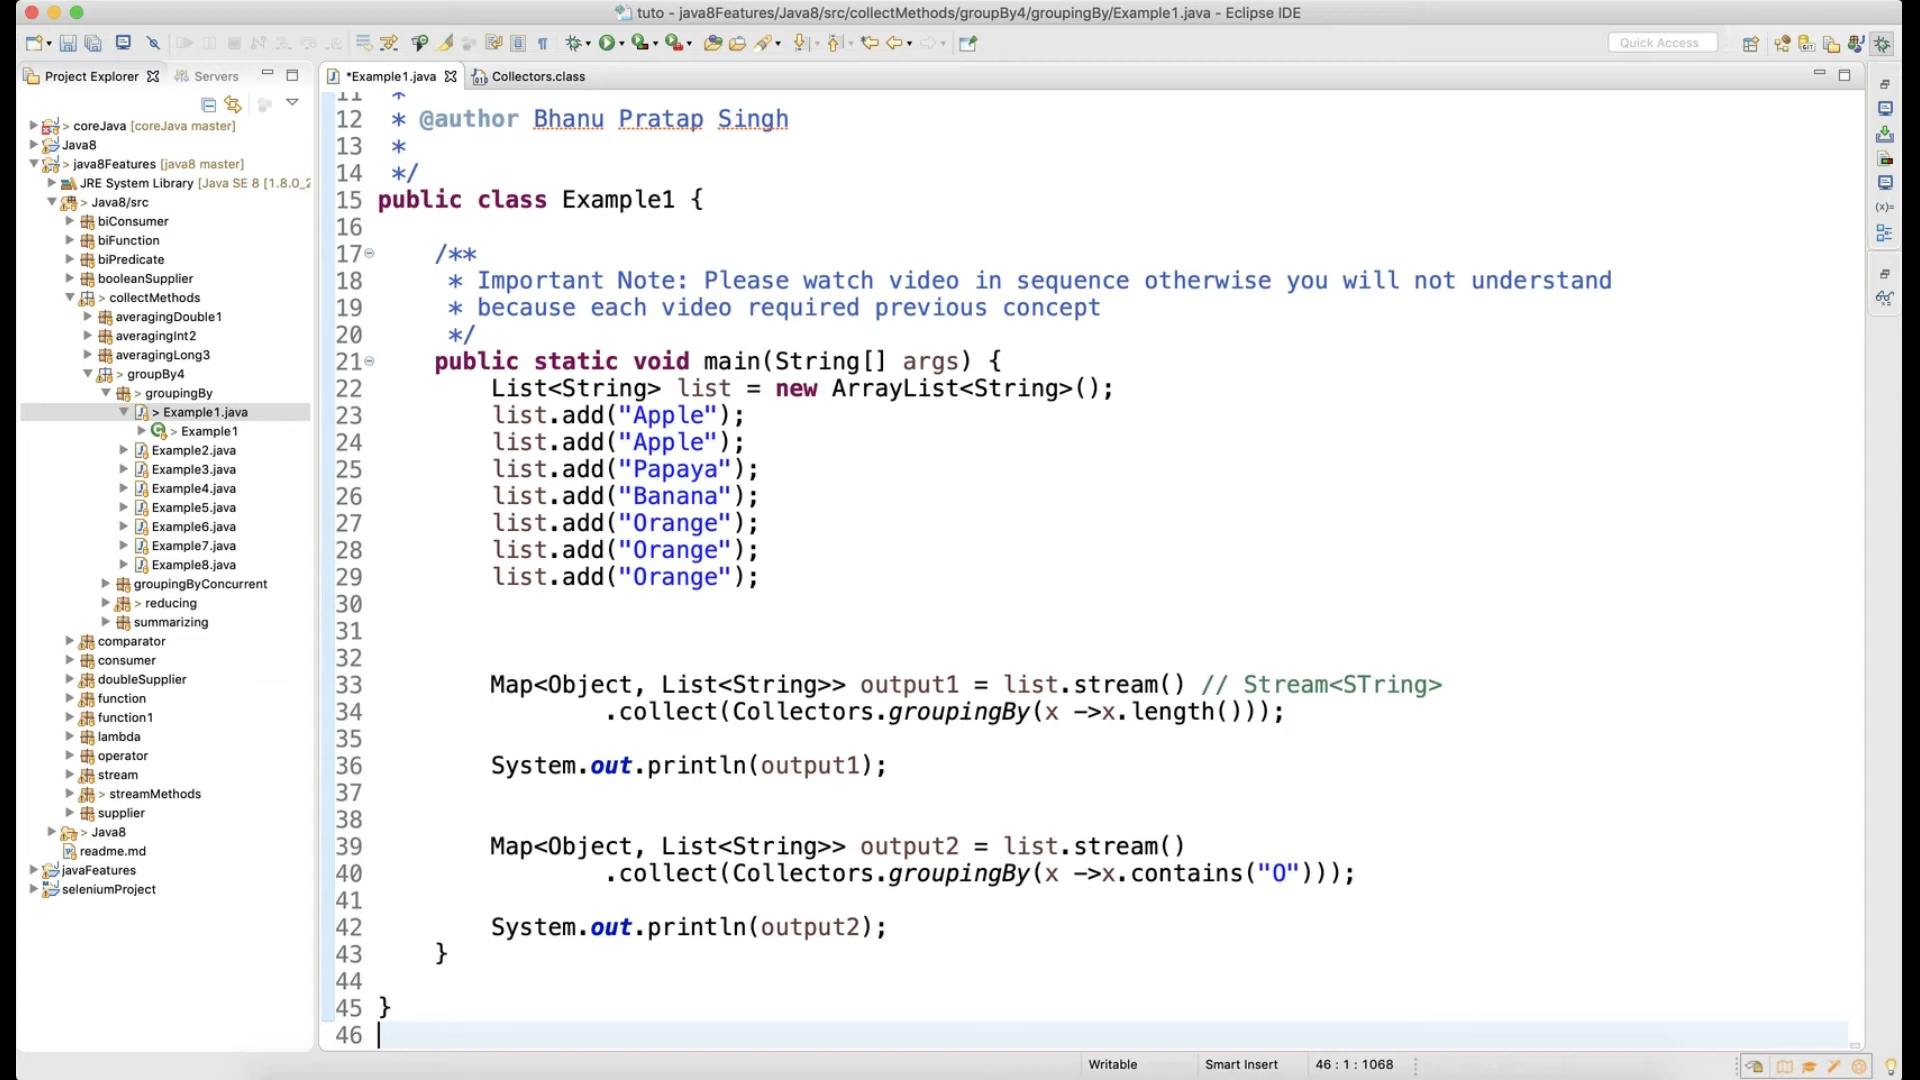 tuto - java8Features/Java8/src/collectMethods/groupBy4/groupingBy/Example1.java - Eclipse IDE
Quick Access
Project Explorer
Servers
*Example1.java
Collectors.class
> coreJava [coreJava master]
Java8
> java8Features [java8 master]
JRE System Library [Java SE 8 [1.8.0_2
> Java8/src
biConsumer
biFunction
biPredicate
booleanSupplier
> collectMethods
averagingDouble1
averagingInt2
averagingLong3
> groupBy4
> groupingBy
> Example1.java
> Example1
Example2.java
Example3.java
Example4.java
Example5.java
Example6.java
Example7.java
Example8.java
groupingByConcurrent
> reducing
summarizing
comparator
consumer
doubleSupplier
function
function1
lambda
operator
stream
> streamMethods
supplier
> Java8
readme.md
javaFeatures
seleniumProject
11 *
12 * @author Bhanu Pratap Singh
13 *
14 */
15 public class Example1 {
16
17 /**
18 * Important Note: Please watch video in sequence otherwise you will not understand
19 * because each video required previous concept
20 */
21 public static void main(String[] args) {
22 List<String> list = new ArrayList<String>();
23 list.add("Apple");
24 list.add("Apple");
25 list.add("Papaya");
26 list.add("Banana");
27 list.add("Orange");
28 list.add("Orange");
29 list.add("Orange");
30
31
32
33 Map<Object, List<String>> output1 = list.stream() // Stream<STring>
34 .collect(Collectors.groupingBy(x ->x.length()));
35
36 System.out.println(output1);
37
38
39 Map<Object, List<String>> output2 = list.stream()
40 .collect(Collectors.groupingBy(x ->x.contains("O")));
41
42 System.out.println(output2);
43 }
44
45 }
46
Writable
Smart Insert
46 : 1 : 1068